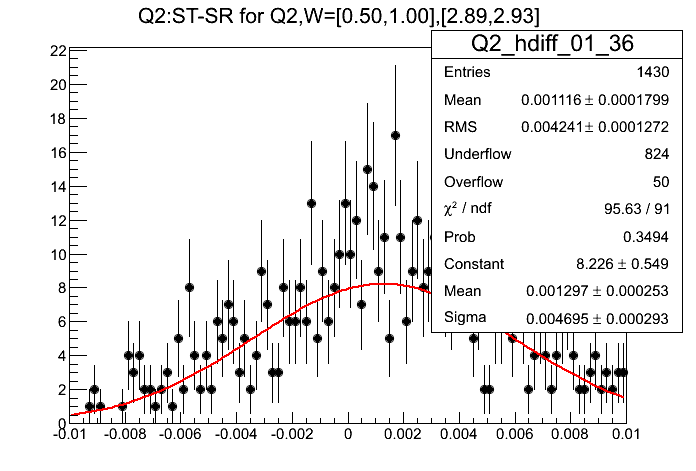 Q2:ST-SR for Q2,W=[0.50,1.00],[2.89,2.93]
Q2_hdiff_01_36
Entries 1430
Mean 0.001116 ± 0.0001799
RMS 0.004241 ± 0.0001272
Underflow 824
Overflow 50
χ² / ndf 95.63 / 91
Prob 0.3494
Constant 8.226 ± 0.549
Mean 0.001297 ± 0.000253
Sigma 0.004695 ± 0.000293
22
20
18
16
14
12
10
8
6
4
2
0
-0.01 -0.008 -0.006 -0.004 -0.002 0 0.002 0.004 0.006 0.008 0.01